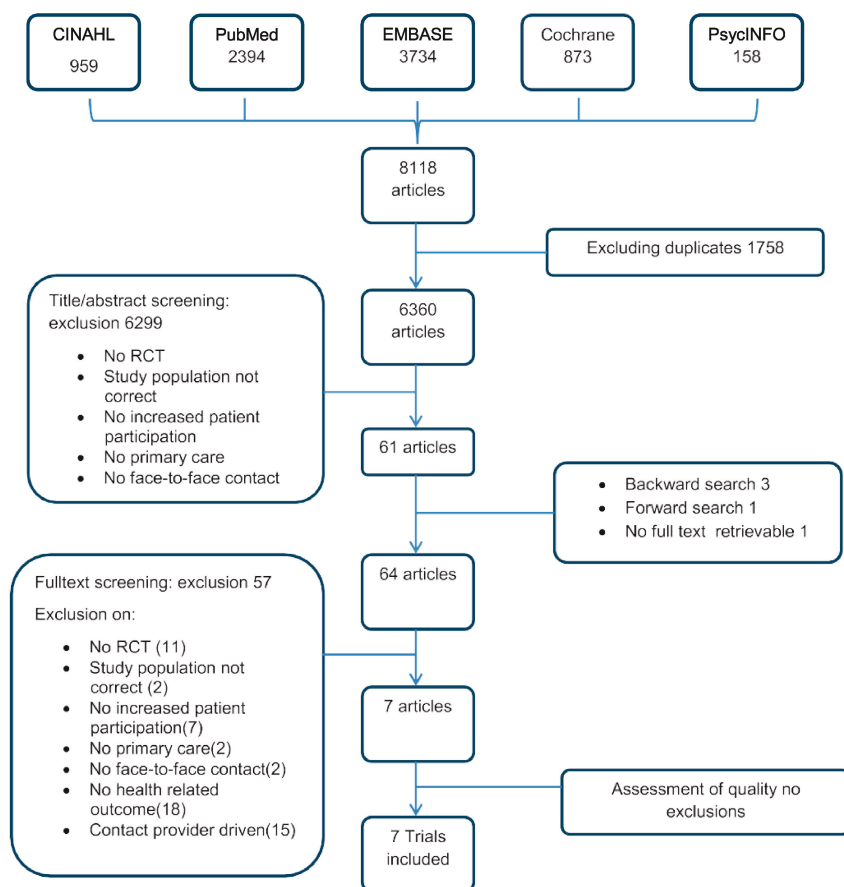 CINAHL
959
PubMed
2394
EMBASE
3734
Cochrane
873
PsycINFO
158
8118
articles
Excluding duplicates 1758
Title/abstract screening:
exclusion 6299
• No RCT
• Study population not
correct
• No increased patient
participation
• No primary care
• No face-to-face contact
6360
articles
61 articles
• Backward search 3
• Forward search 1
• No full text retrievable 1
64 articles
Fulltext screening: exclusion 57
Exclusion on:
• No RCT (11)
• Study population not
correct (2)
• No increased patient
participation(7)
• No primary care(2)
• No face-to-face contact(2)
• No health related
outcome(18)
• Contact provider driven(15)
7 articles
Assessment of quality no
exclusions
7 Trials
included